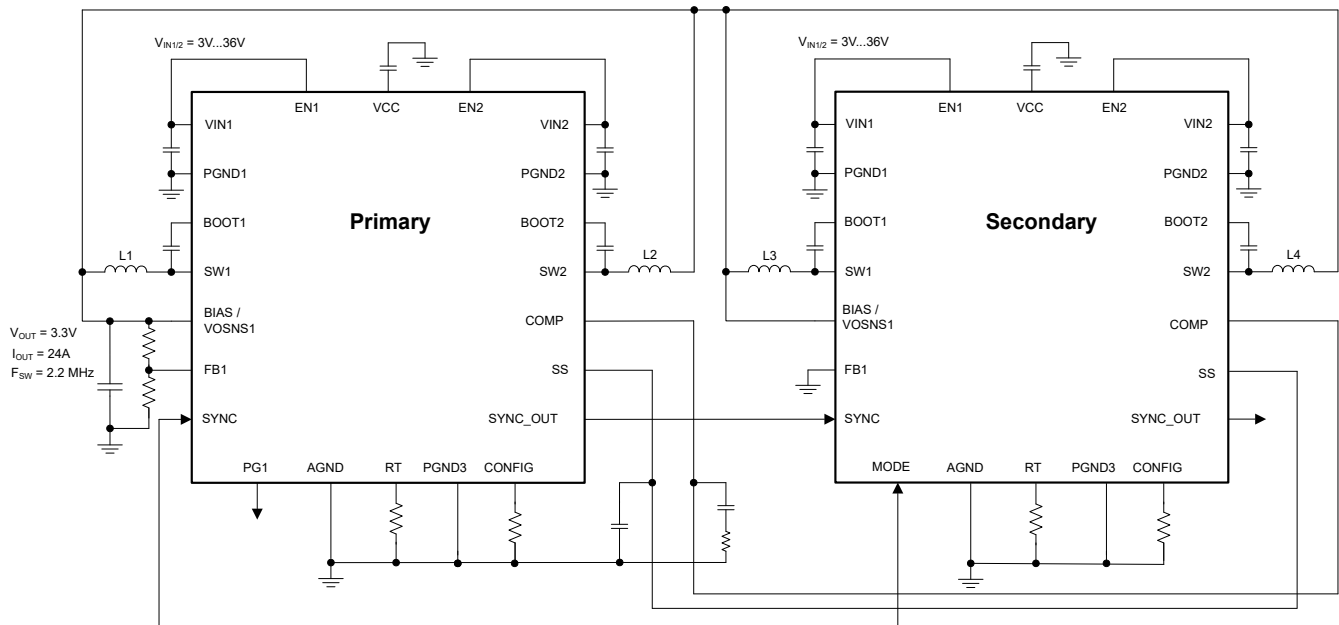 V_IN1/2 = 3V...36V
EN1
VCC
EN2
VIN1
VIN2
PGND1
PGND2
BOOT1
Primary
BOOT2
L1
SW1
SW2
L2
BIAS /
VOSNS1
COMP
V_OUT = 3.3V
I_OUT = 24A
F_SW = 2.2 MHz
FB1
SS
SYNC
SYNC_OUT
PG1
AGND
RT
PGND3
CONFIG
V_IN1/2 = 3V...36V
EN1
VCC
EN2
VIN1
VIN2
PGND1
PGND2
BOOT1
Secondary
BOOT2
L3
SW1
SW2
L4
BIAS /
VOSNS1
COMP
FB1
SS
SYNC
SYNC_OUT
MODE
AGND
RT
PGND3
CONFIG